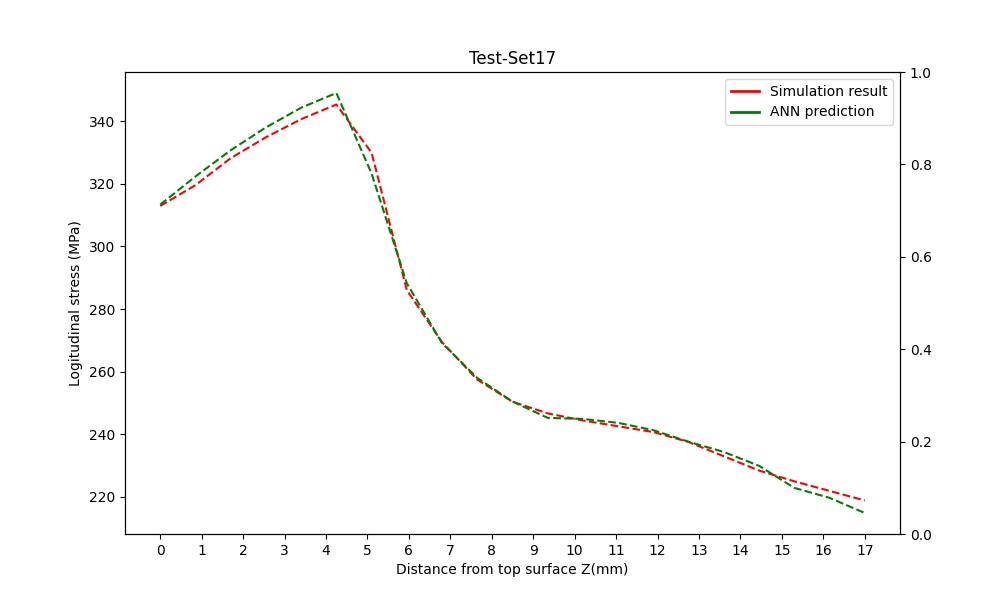 Test-Set17
Simulation result
ANN prediction
Logitudinal stress (MPa)
340
320
300
280
260
240
220
1.0
0.8
0.6
0.4
0.2
0.0
0 1 2 3 4 5 6 7 8 9 10 11 12 13 14 15 16 17
Distance from top surface Z(mm)